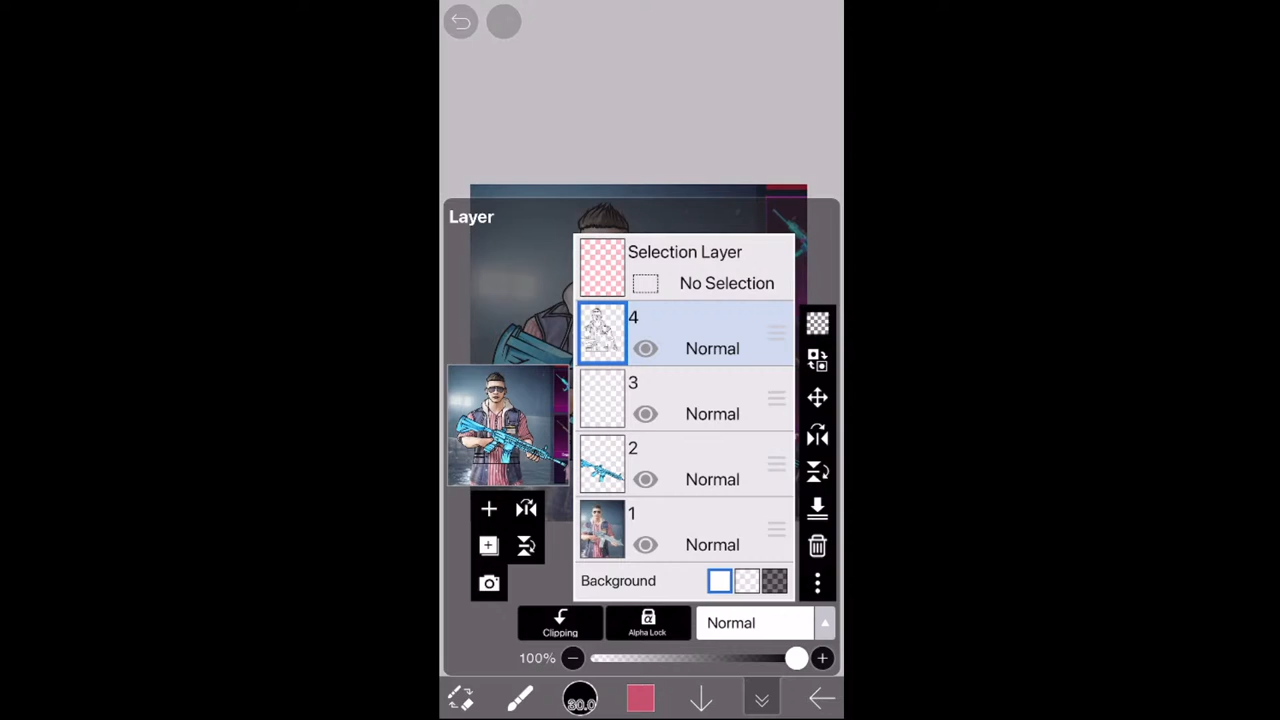 Layer
Selection Layer
No Selection
4
Normal
3
Normal
2
Normal
1
Normal
Background
Clipping
α
Alpha Lock
Normal
100%
30.0